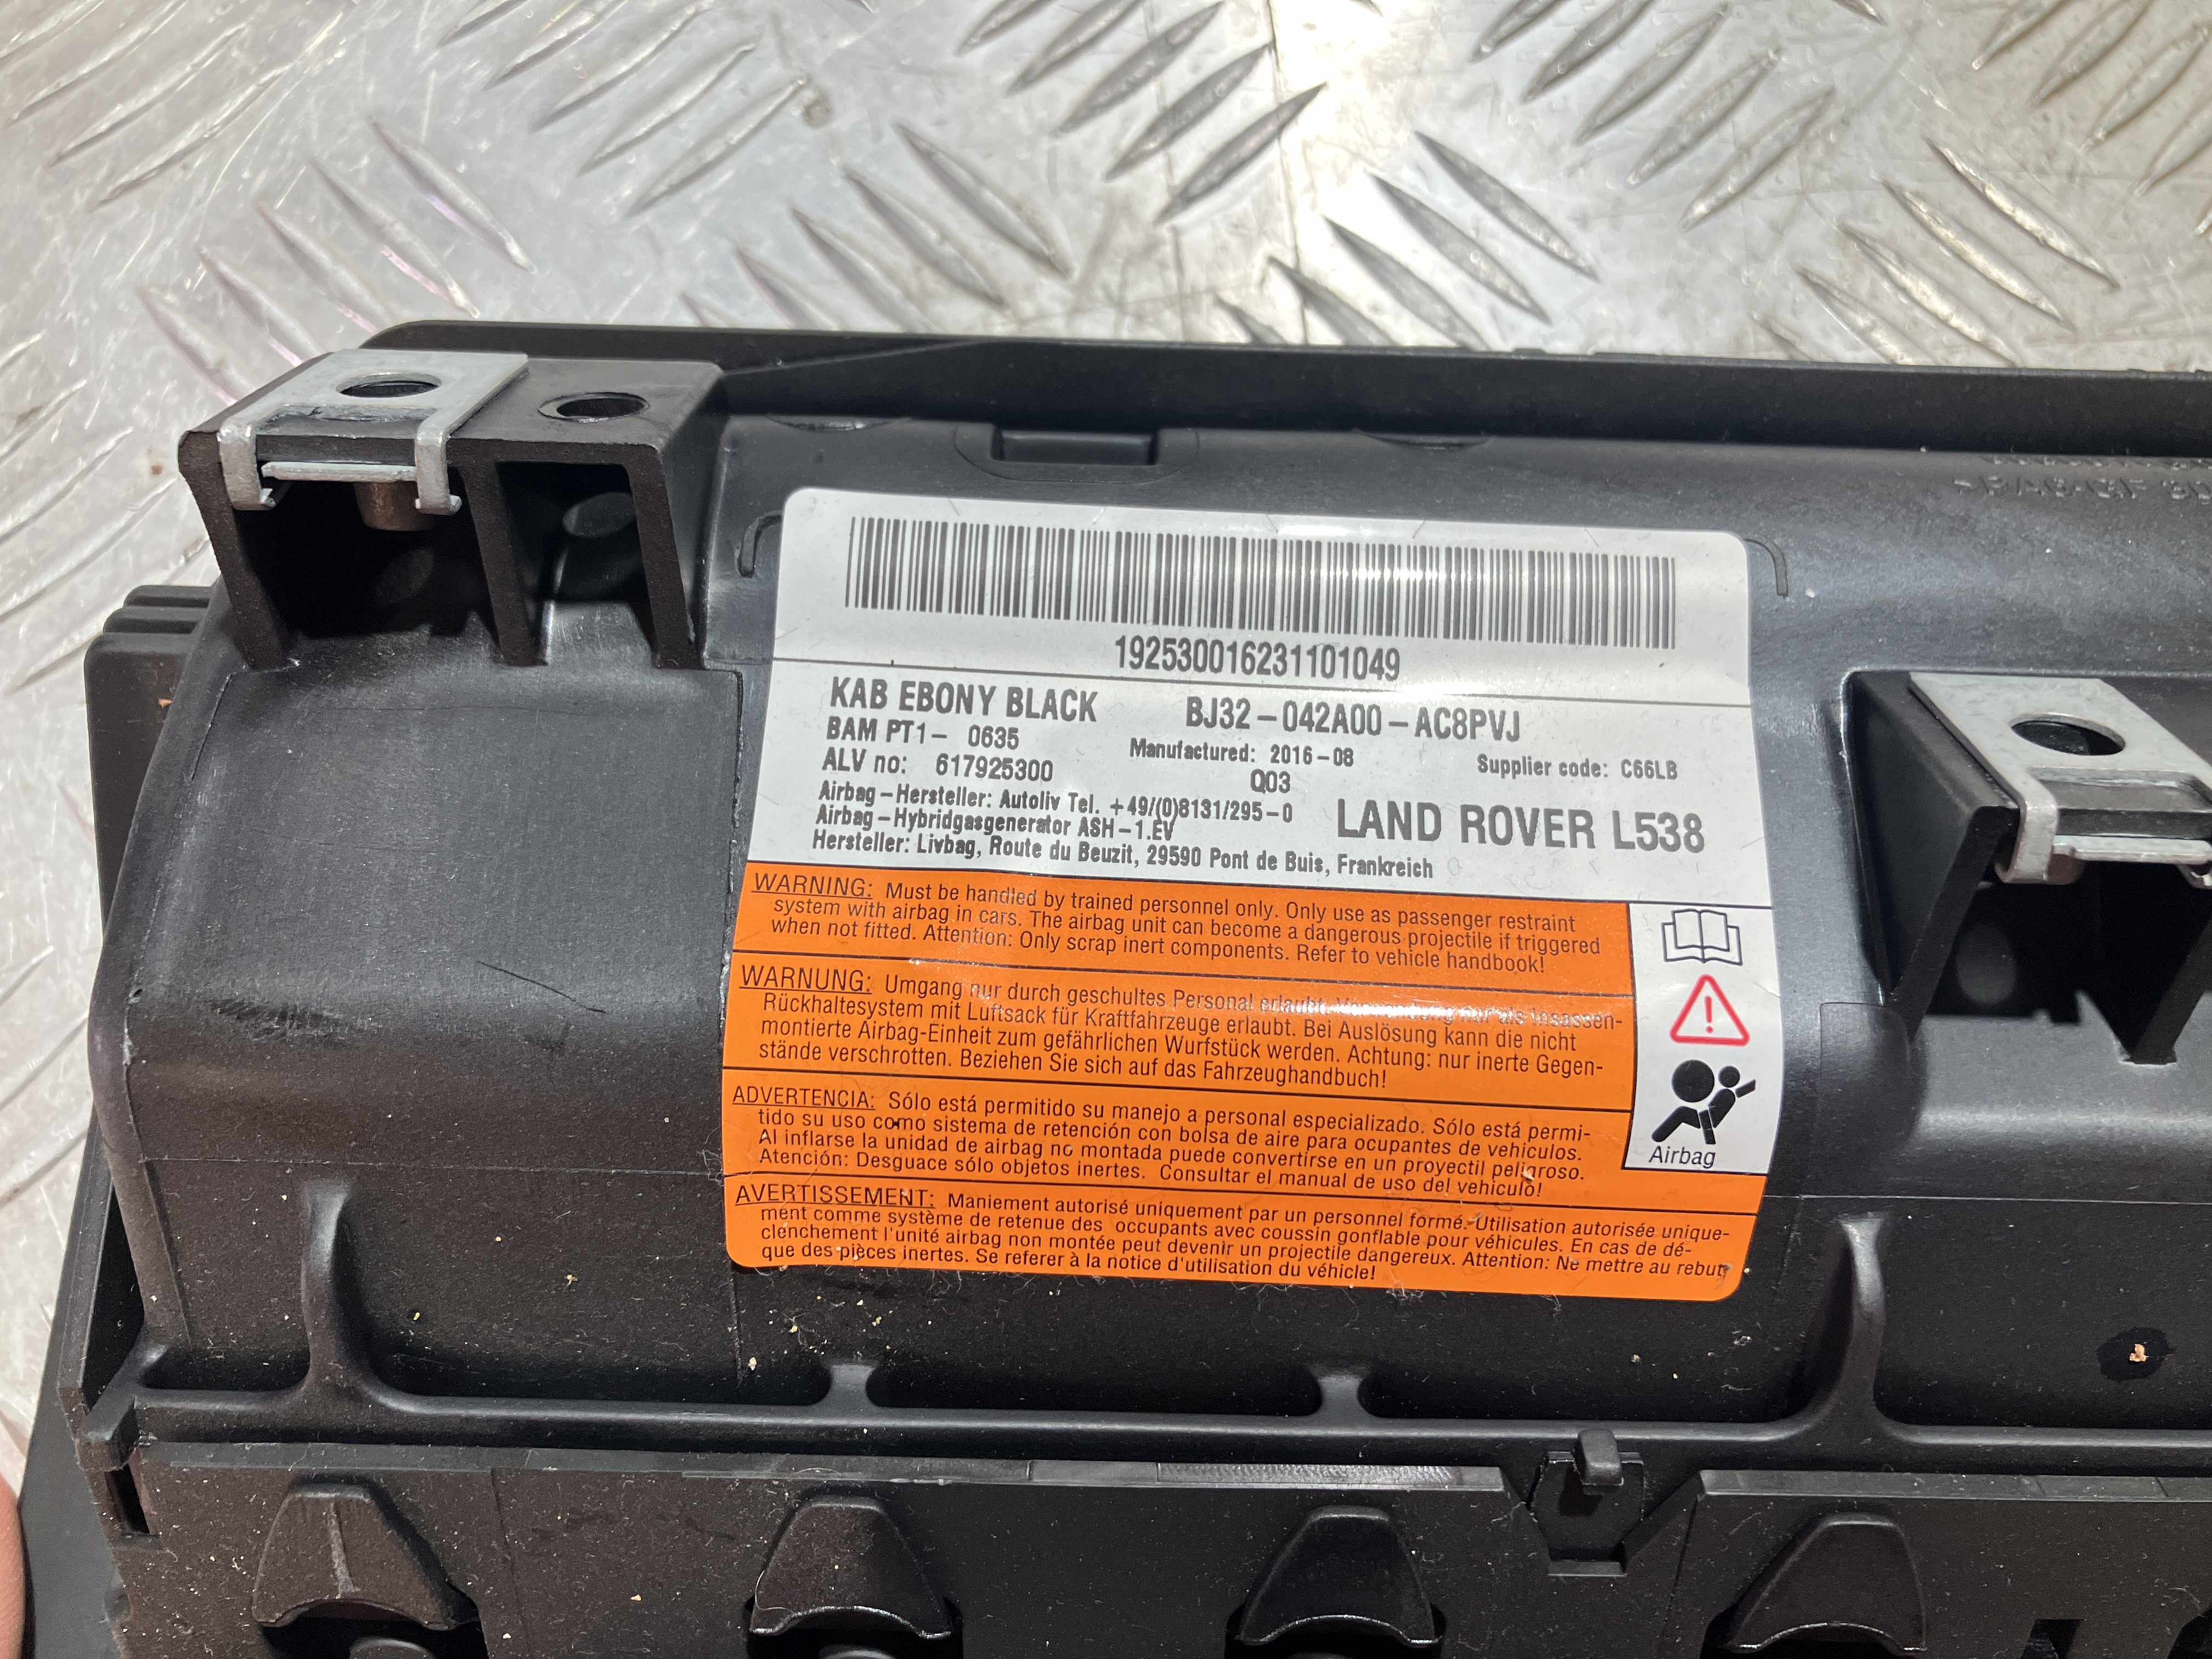 192530016231101049
KAB EBONY BLACK BJ32-042A00-AC8PVJ
BAM PT1- 0635 Manufactured: 2016-08 Supplier code: C66LB
ALV no: 617925300 Q03
Airbag-Hersteller: Autoliv Tel. +49/(0)8131/295-0 LAND ROVER L538
Airbag-Hybridgasgenerator ASH-1.EV
Hersteller: Livbag, Route du Beuzit, 29590 Pont de Buis, Frankreich
WARNING: Must be handled by trained personnel only. Only use as passenger restraint
system with airbag in cars. The airbag unit can become a dangerous projectile if triggered
when not fitted. Attention: Only scrap inert components. Refer to vehicle handbook!
WARNUNG: Umgang nur durch geschultes Personal erlaubt. Verwendung nur als Insassen-
Rückhaltesystem mit Luftsack für Kraftfahrzeuge erlaubt. Bei Auslösung kann die nicht
montierte Airbag-Einheit zum gefährlichen Wurfstück werden. Achtung: nur inerte Gegen-
stände verschrotten. Beziehen Sie sich auf das Fahrzeughandbuch!
ADVERTENCIA: Sólo está permitido su manejo a personal especializado. Sólo está permi-
tido su uso como sistema de retención con bolsa de aire para ocupantes de vehículos.
Al inflarse la unidad de airbag no montada puede convertirse en un proyectil peligroso.
Atención: Desguace sólo objetos inertes. Consultar el manual de uso del vehiculo!
AVERTISSEMENT: Maniement autorisé uniquement par un personnel formé. Utilisation autorisée unique-
ment comme système de retenue des occupants avec coussin gonflable pour véhicules. En cas de dé-
clenchement l'unité airbag non montée peut devenir un projectile dangereux. Attention: Ne mettre au rebut
que des pièces inertes. Se referer à la notice d'utilisation du véhicle!
Airbag